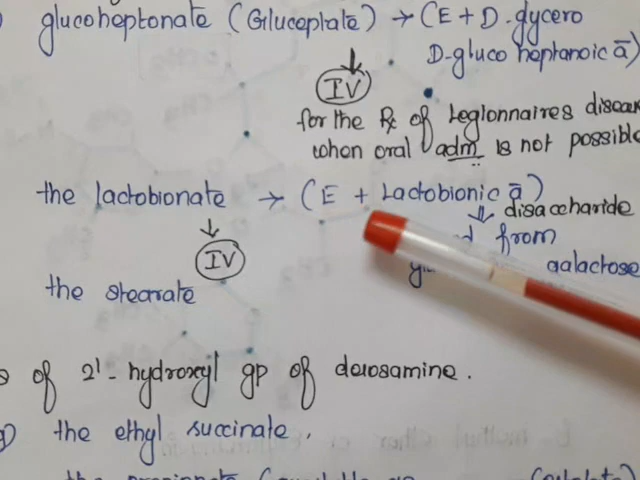 glucoheptonate (Gluceptate) → (E + D-glycero
D-gluco heptanoic a̅)
IV
for the Rx of Legionnaires disea
when oral adm. is not possible
the lactobionate → (E + Lactobionic a̅)
disaccharide
from
IV
galactose
the stearate
of 2'-hydroxyl gp of desosamine.
the ethyl succinate.